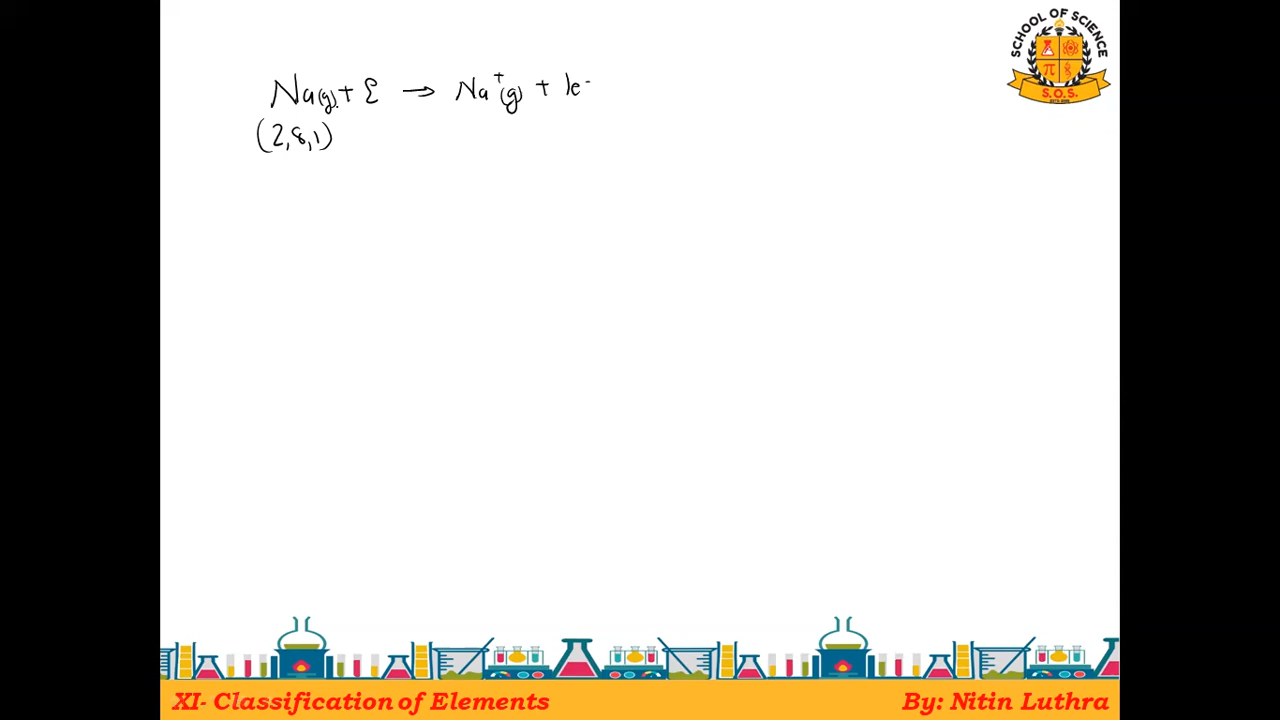 SCHOOL OF SCIENCE
π
S.O.S.
Na(g) + E → Na⁺(g) + 1e⁻
(2,8,1)
XI- Classification of Elements
By: Nitin Luthra